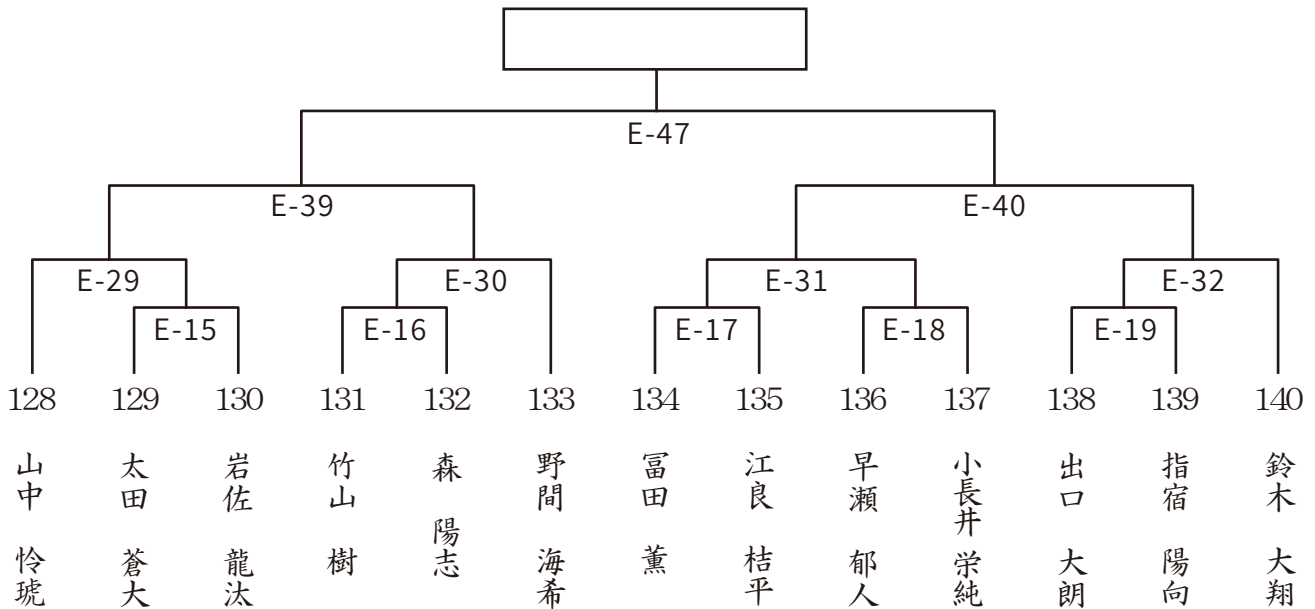 E-47
E-39
E-40
E-29
E-30
E-31
E-32
E-15
E-16
E-17
E-18
E-19
128
129
130
131
132
133
134
135
136
137
138
139
140
山中 怜琥
太田 蒼大
岩佐 龍汰
竹山 樹
森 陽志
野間 海希
冨田 薫
江良 桔平
早瀬 郁人
小長井 栄純
出口 大朗
指宿 陽向
鈴木 大翔